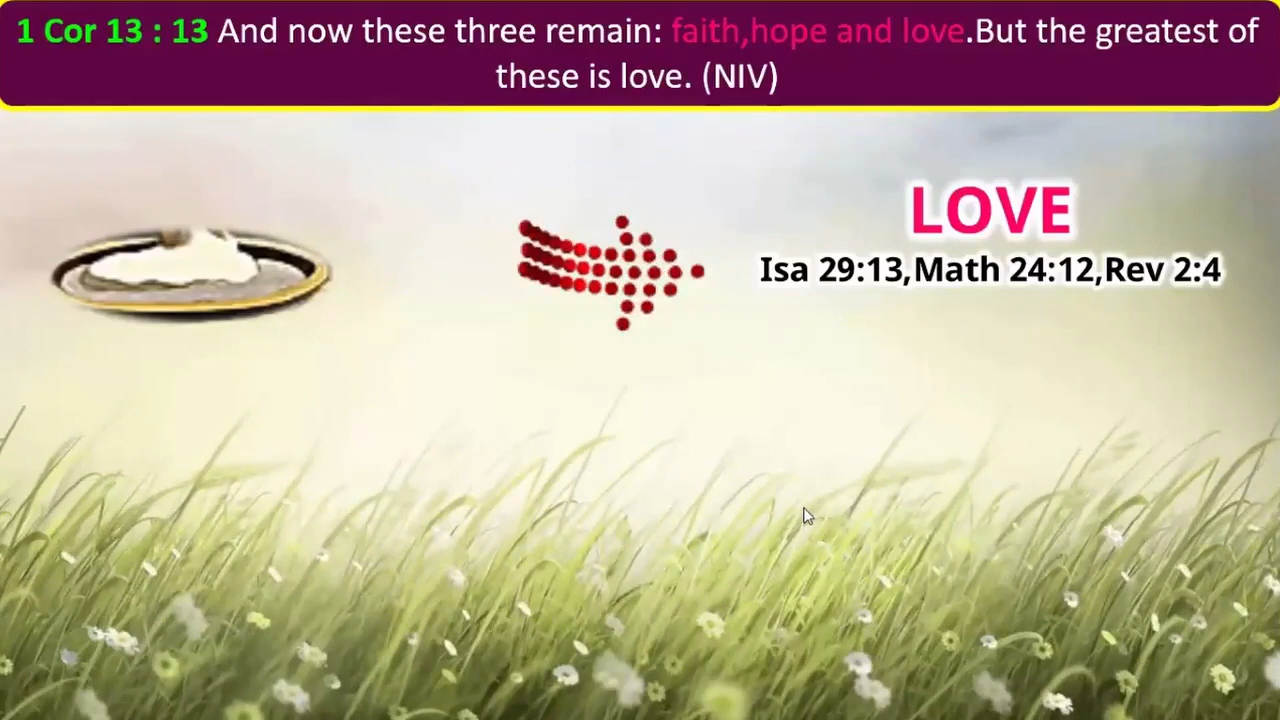 1 Cor 13 : 13 And now these three remain: faith,hope and love.But the greatest of
these is love. (NIV)
LOVE
Isa 29:13,Math 24:12,Rev 2:4